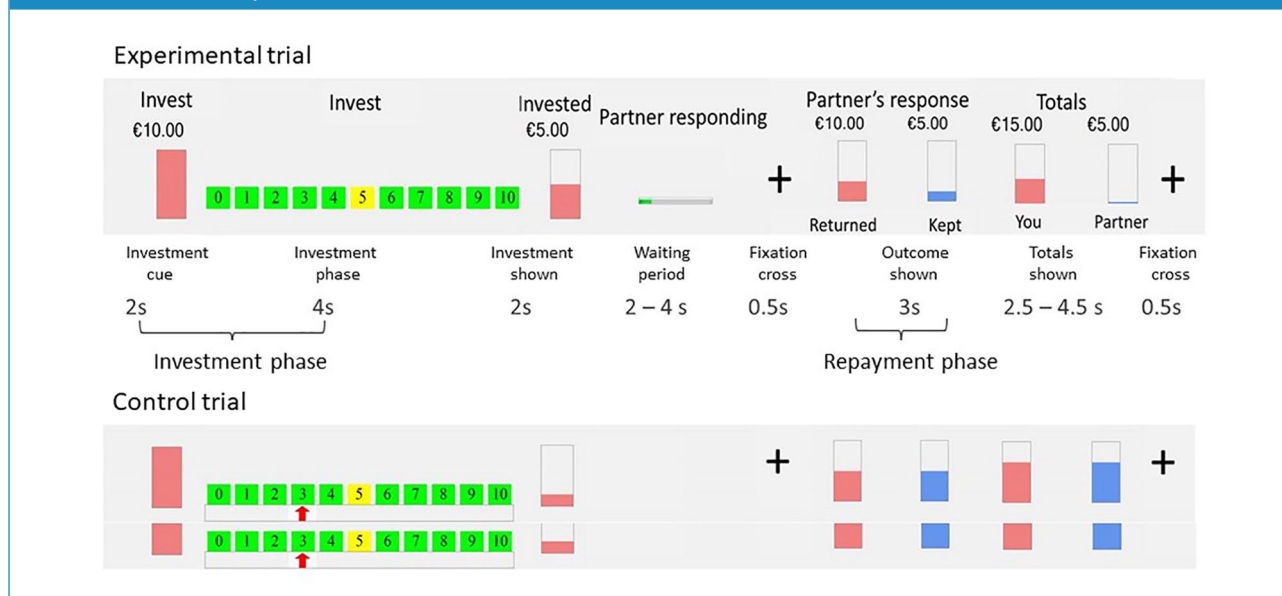 Experimental trial
Invest Invest Invested Partner responding Partner's response Totals
€10.00 €5.00 €10.00 €5.00 €15.00 €5.00
0 1 2 3 4 5 6 7 8 9 10
+ +
Returned Kept You Partner
Investment cue Investment phase Investment shown Waiting period Fixation cross Outcome shown Totals shown Fixation cross
2s 4s 2s 2 – 4 s 0.5s 3s 2.5 – 4.5 s 0.5s
Investment phase Repayment phase
Control trial
+ +
0 1 2 3 4 5 6 7 8 9 10
0 1 2 3 4 5 6 7 8 9 10